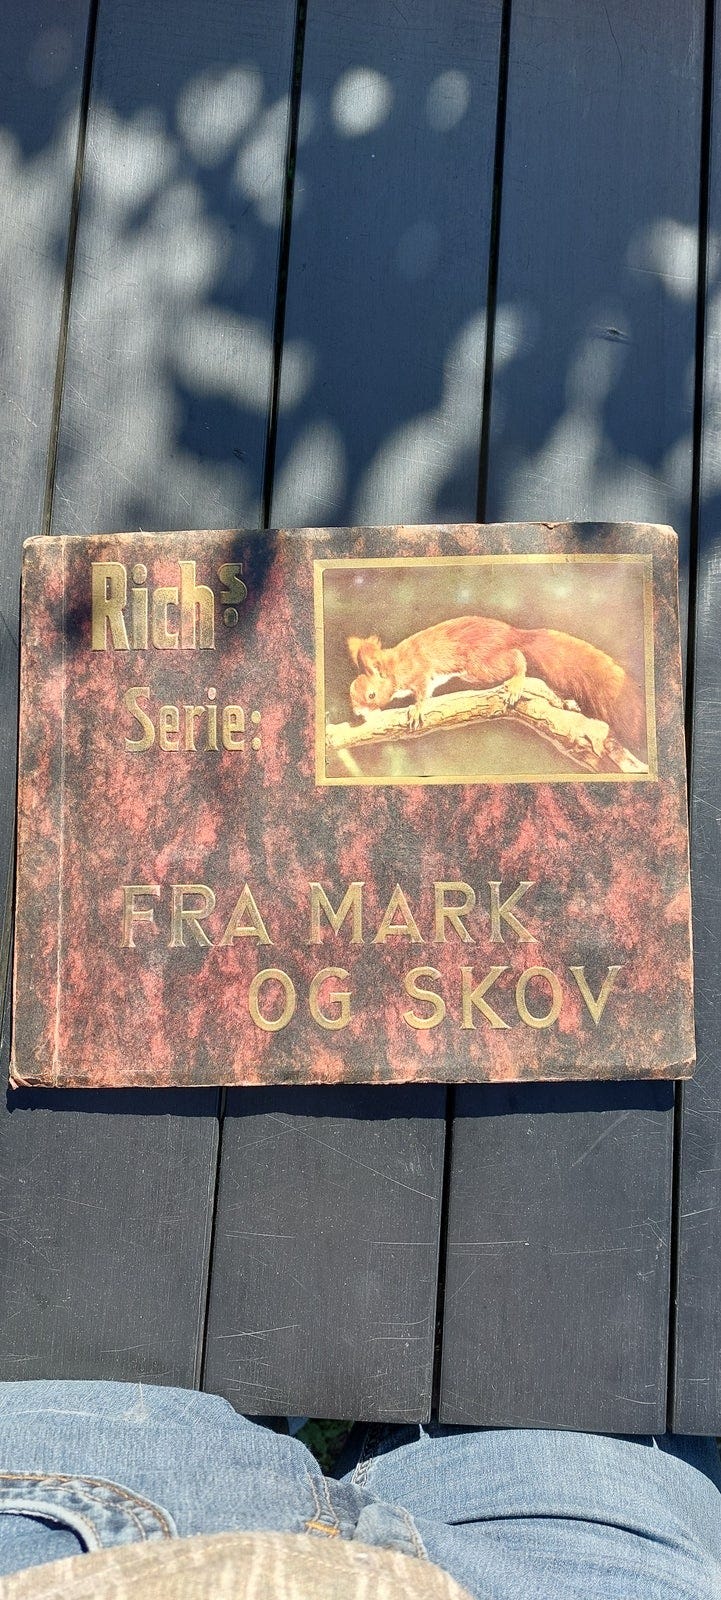 Rich's
Serie:
FRA MARK
OG SKOV